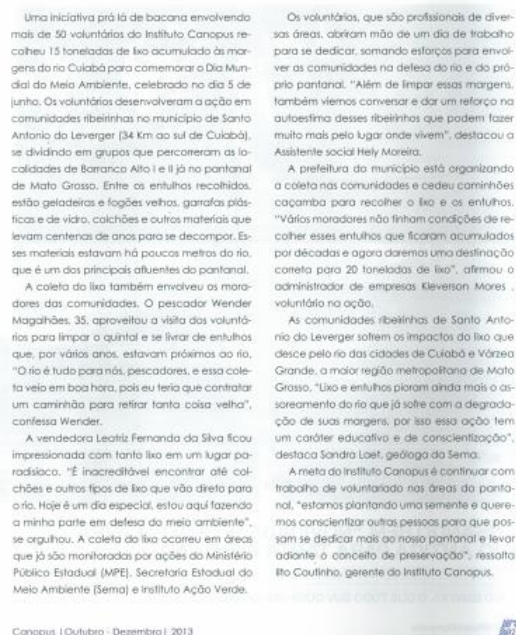 Uma iniciativa prá lá de bacana envolvendo
mais de 50 voluntários do Instituto Canopus re-
colheu 15 toneladas de lixo acumulado às mar-
gens do rio Cuiabá para comemorar o Dia Mun-
dial do Meio Ambiente, celebrado no dia 5 de
junho. Os voluntários desenvolveram a ação em
comunidades ribeirinhas no município de Santo
Antonio do Leverger (34 Km ao sul de Cuiabá),
se dividindo em grupos que percorreram as lo-
calidades de Barranco Alto I e II já no pantanal
de Mato Grosso. Entre os entulhos recolhidos,
estão geladeiras e fogões velhos, garrafas plás-
ticas e de vidro, colchões e outros materiais que
levam centenas de anos para se decompor. Es-
ses materiais estavam há poucos metros do rio,
que é um dos principais afluentes do pantanal.
A coleta do lixo também envolveu os mora-
dores das comunidades. O pescador Wender
Magalhães, 35, aproveitou a visita dos voluntá-
rios para limpar o quintal e se livrar de entulhos
que, por vários anos, estavam próximos ao rio.
"O rio é tudo para nós, pescadores, e essa cole-
ta veio em boa hora, pois eu teria que contratar
um caminhão para retirar tanta coisa velha",
confessa Wender.
A vendedora Leatriz Fernanda da Silva ficou
impressionada com tanto lixo em um lugar pa-
radisíaco. "É inacreditável encontrar até col-
chões e outros tipos de lixo que vão direto para
o rio. Hoje é um dia especial, estou aqui fazendo
a minha parte em defesa do meio ambiente",
se orgulhou. A coleta do lixo ocorreu em áreas
que já são monitoradas por ações do Ministério
Público Estadual (MPE), Secretaria Estadual do
Meio Ambiente (Sema) e Instituto Ação Verde.
Os voluntários, que são profissionais de diver-
sas áreas, abriram mão de um dia de trabalho
para se dedicar, somando esforços para envol-
ver as comunidades na defesa do rio e do pró-
prio pantanal. "Além de limpar essas margens,
também viemos conversar e dar um reforço na
autoestima desses ribeirinhos que podem fazer
muito mais pelo lugar onde vivem", destacou a
Assistente social Hely Moreira.
A prefeitura do município está organizando
a coleta nas comunidades e cedeu caminhões
caçamba para recolher o lixo e os entulhos.
"Vários moradores não tinham condições de re-
colher esses entulhos que ficaram acumulados
por décadas e agora daremos uma destinação
correta para 20 toneladas de lixo", afirmou o
administrador de empresas Kleverson Mores ,
voluntário na ação.
As comunidades ribeirinhas de Santo Anto-
nio do Leverger sofrem os impactos do lixo que
desce pelo rio das cidades de Cuiabá e Várzea
Grande, a maior região metropolitana de Mato
Grosso. "Lixo e entulhos pioram ainda mais o as-
soreamento do rio que já sofre com a degrada-
ção de suas margens, por isso essa ação tem
um caráter educativo e de conscientização",
destaca Sandra Laet, geóloga da Sema.
A meta do Instituto Canopus é continuar com
trabalho de voluntariado nas áreas do panta-
nal, "estamos plantando uma semente e quere-
mos conscientizar outras pessoas para que pos-
sam se dedicar mais ao nosso pantanal e levar
adiante o conceito de preservação", ressalta
Ito Coutinho, gerente do Instituto Canopus.
Canopus | Outubro - Dezembro | 2013